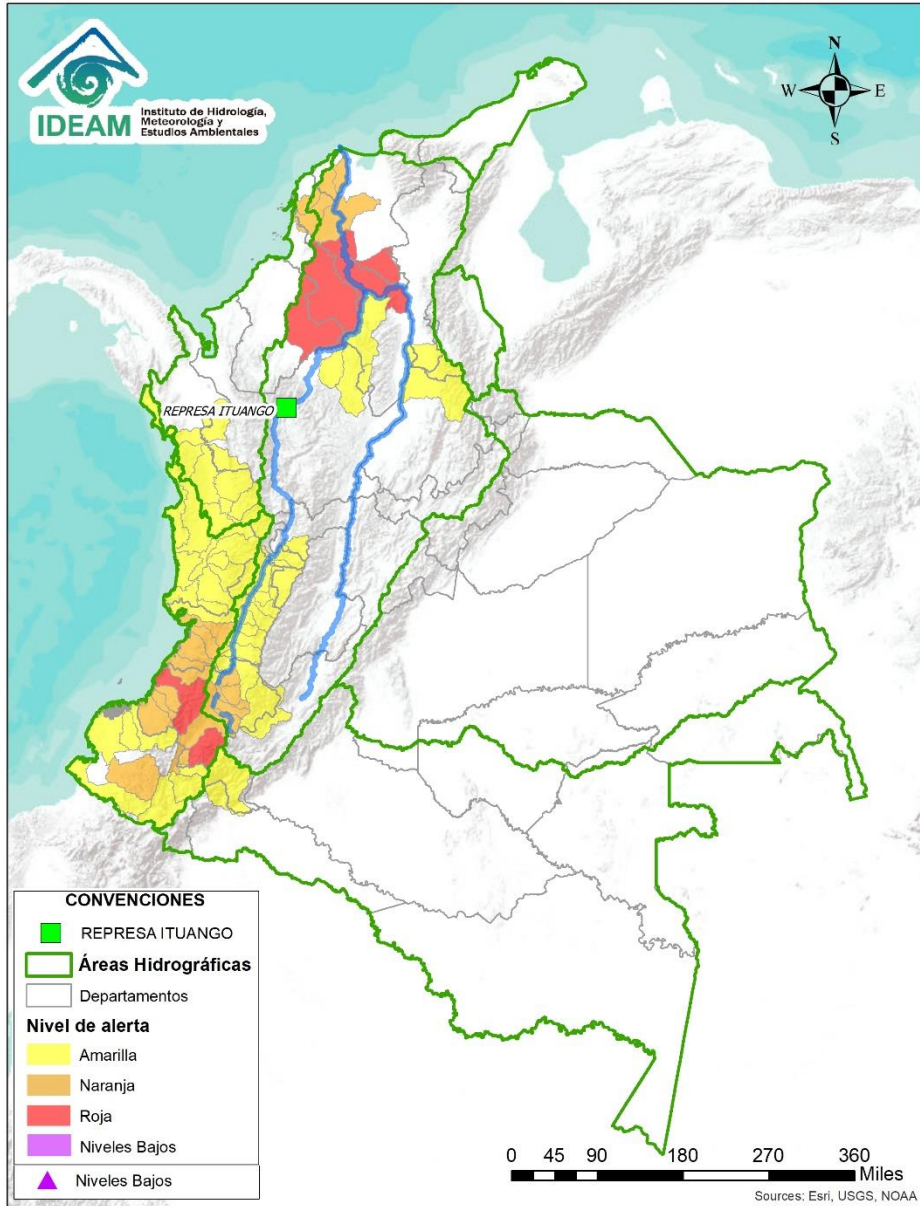 IDEAM
Instituto de Hidrología,
Meteorología y
Estudios Ambientales
N
W
E
S
REPRESA ITUANGO
CONVENCIONES
REPRESA ITUANGO
Áreas Hidrográficas
Departamentos
Nivel de alerta
Amarilla
Naranja
Roja
Niveles Bajos
Niveles Bajos
0 45 90 180 270 360
Miles
Sources: Esri, USGS, NOAA